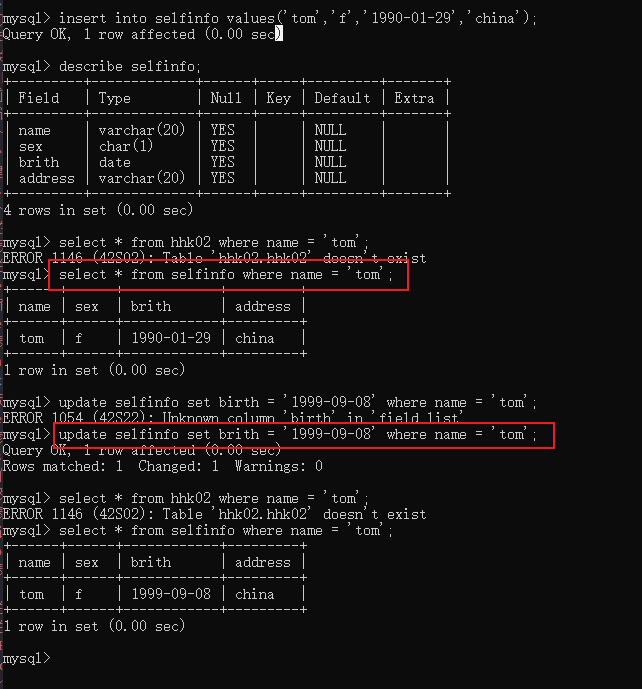 mysql> insert into selfinfo values('tom','f','1990-01-29','china');
Query OK, 1 row affected (0.00 sec)
mysql> describe selfinfo;
+---------+-------------+------+-----+---------+-------+
| Field   | Type        | Null | Key | Default | Extra |
+---------+-------------+------+-----+---------+-------+
| name    | varchar(20) | YES  |     | NULL    |       |
| sex     | char(1)     | YES  |     | NULL    |       |
| brith   | date        | YES  |     | NULL    |       |
| address | varchar(20) | YES  |     | NULL    |       |
+---------+-------------+------+-----+---------+-------+
4 rows in set (0.00 sec)
mysql> select * from hhk02 where name = 'tom';
ERROR 1146 (42S02): Table 'hhk02.hhk02' doesn't exist
mysql> select * from selfinfo where name = 'tom';
+------+------+------------+---------+
| name | sex  | brith      | address |
+------+------+------------+---------+
| tom  | f    | 1990-01-29 | china   |
+------+------+------------+---------+
1 row in set (0.00 sec)
mysql> update selfinfo set birth = '1999-09-08' where name = 'tom';
ERROR 1054 (42S22): Unknown column 'birth' in 'field list'
mysql> update selfinfo set brith = '1999-09-08' where name = 'tom';
Query OK, 1 row affected (0.00 sec)
Rows matched: 1  Changed: 1  Warnings: 0
mysql> select * from hhk02 where name = 'tom';
ERROR 1146 (42S02): Table 'hhk02.hhk02' doesn't exist
mysql> select * from selfinfo where name = 'tom';
+------+------+------------+---------+
| name | sex  | brith      | address |
+------+------+------------+---------+
| tom  | f    | 1999-09-08 | china   |
+------+------+------------+---------+
1 row in set (0.00 sec)
mysql>